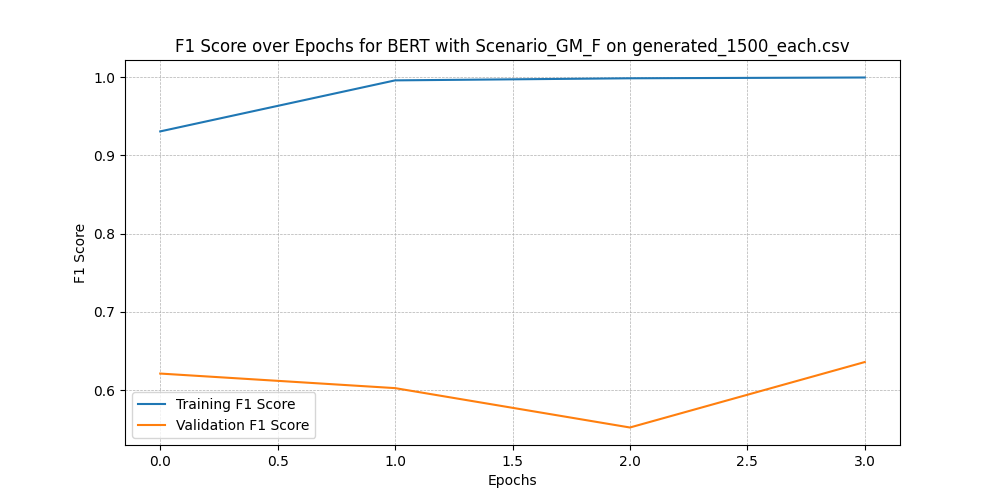 F1 Score over Epochs for BERT with Scenario_GM_F on generated_1500_each.csv
1.0
0.9
0.8
0.7
0.6
F1 Score
Training F1 Score
Validation F1 Score
0.0 0.5 1.0 1.5 2.0 2.5 3.0
Epochs